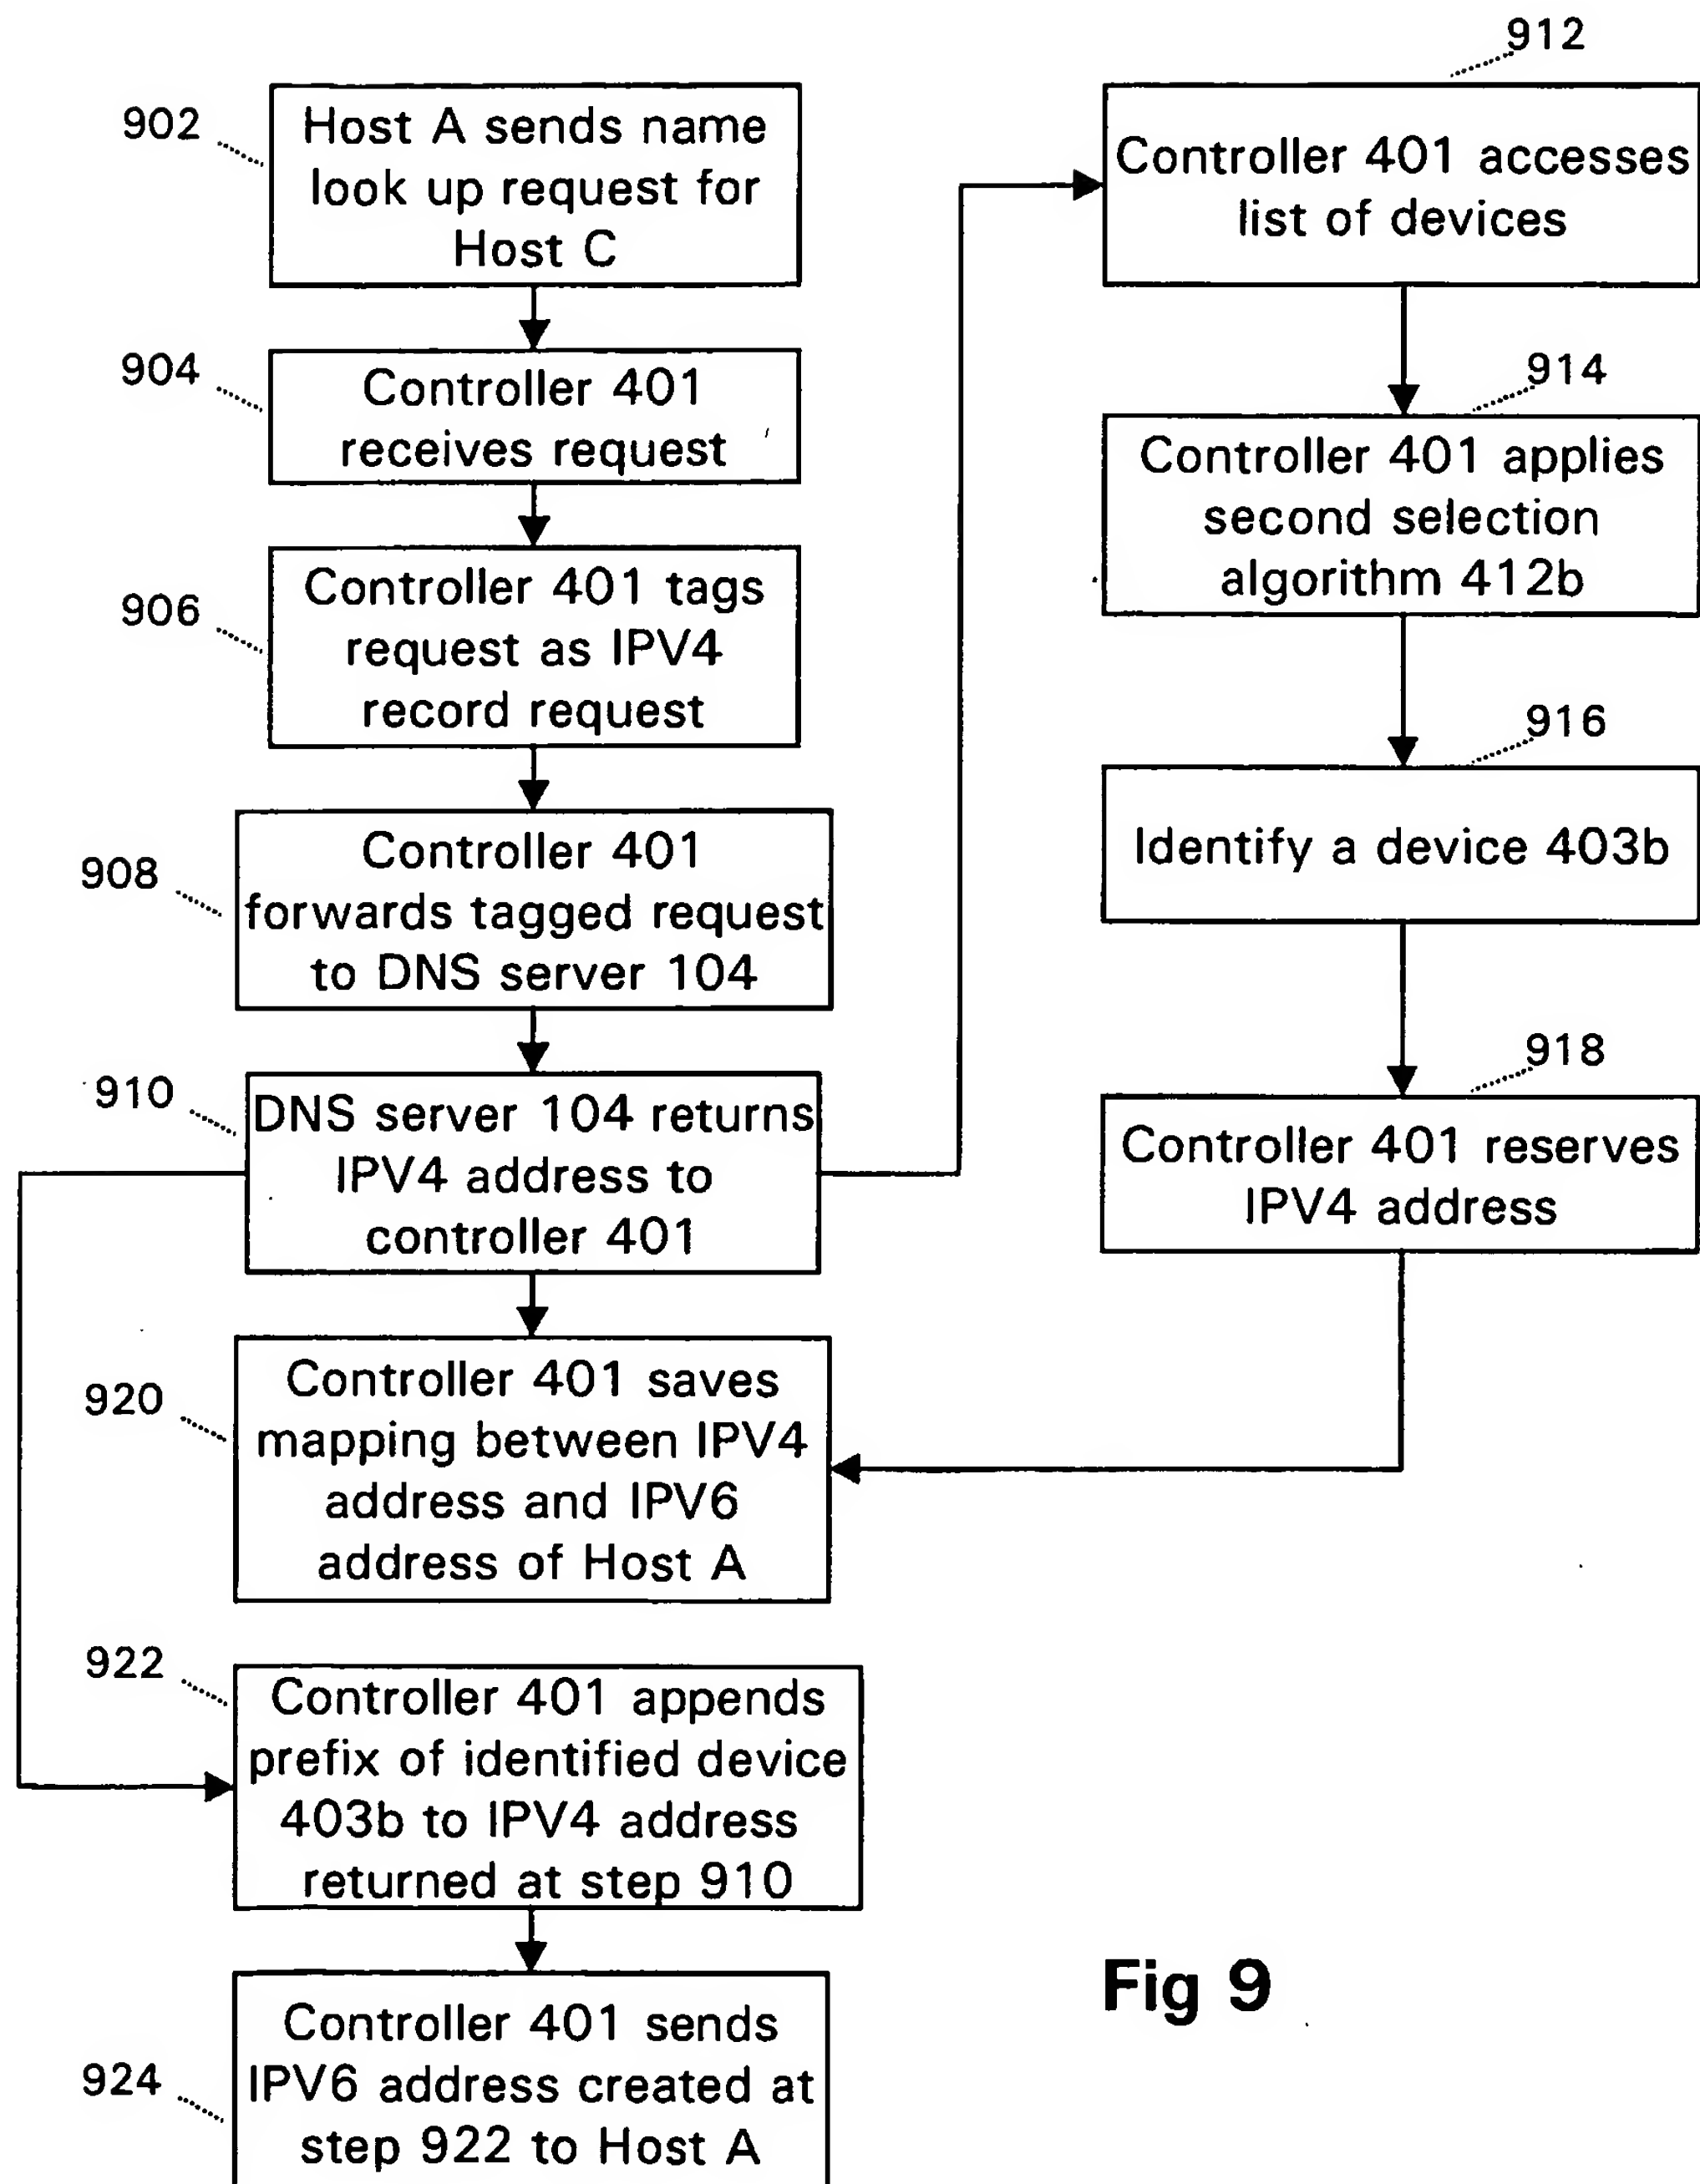 902
Host A sends name
look up request for
Host C
904
Controller 401
receives request
906
Controller 401 tags
request as IPV4
record request
908
Controller 401
forwards tagged request
to DNS server 104
910
DNS server 104 returns
IPV4 address to
controller 401
912
Controller 401 accesses
list of devices
914
Controller 401 applies
second selection
algorithm 412b
916
Identify a device 403b
918
Controller 401 reserves
IPV4 address
920
Controller 401 saves
mapping between IPV4
address and IPV6
address of Host A
922
Controller 401 appends
prefix of identified device
403b to IPV4 address
returned at step 910
924
Controller 401 sends
IPV6 address created at
step 922 to Host A
Fig 9